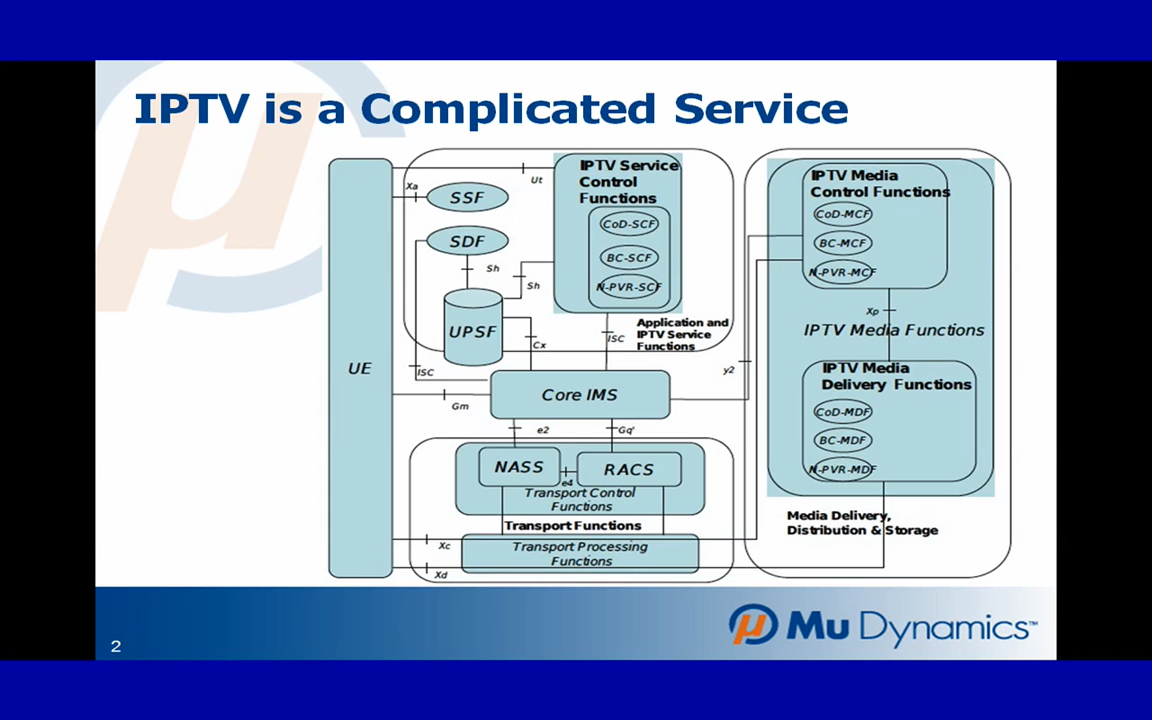 IPTV is a Complicated Service
UE
Xa
Ut
SSF
SDF
Sh
Sh
UPSF
Cx
ISC
ISC
IPTV Service
Control
Functions
CoD-SCF
BC-SCF
N-PVR-SCF
Application and
IPTV Service
Functions
Gm
Core IMS
y2
e2
Gq'
NASS
e4
RACS
Transport Control
Functions
Transport Functions
Transport Processing
Functions
Xc
Xd
IPTV Media
Control Functions
CoD-MCF
BC-MCF
N-PVR-MCF
Xp
IPTV Media Functions
IPTV Media
Delivery Functions
CoD-MDF
BC-MDF
N-PVR-MDF
Media Delivery,
Distribution & Storage
2
µ Mu Dynamics™